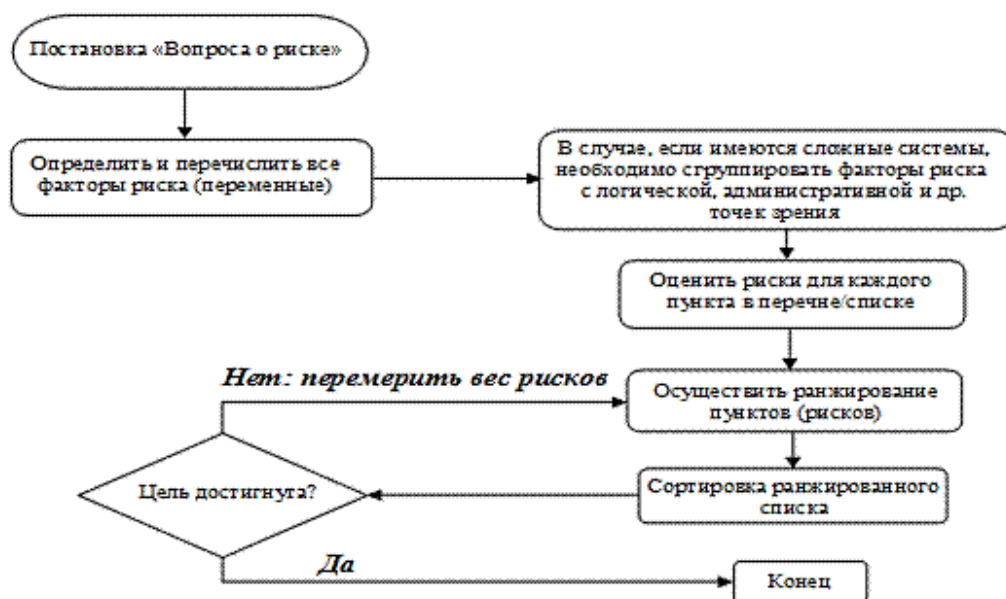 Постановка «Вопроса о риске»
Определить и перечислить все
факторы риска (переменные)
В случае, если имеются сложные системы,
необходимо сгруппировать факторы риска
с логической, административной и др.
точек зрения
Оценить риски для каждого
пункта в перечне/списке
Нет: перемерить вес рисков
Осуществить ранжирование
пунктов (рисков)
Цель достигнута?
Сортировка ранжированного
списка
Да
Конец